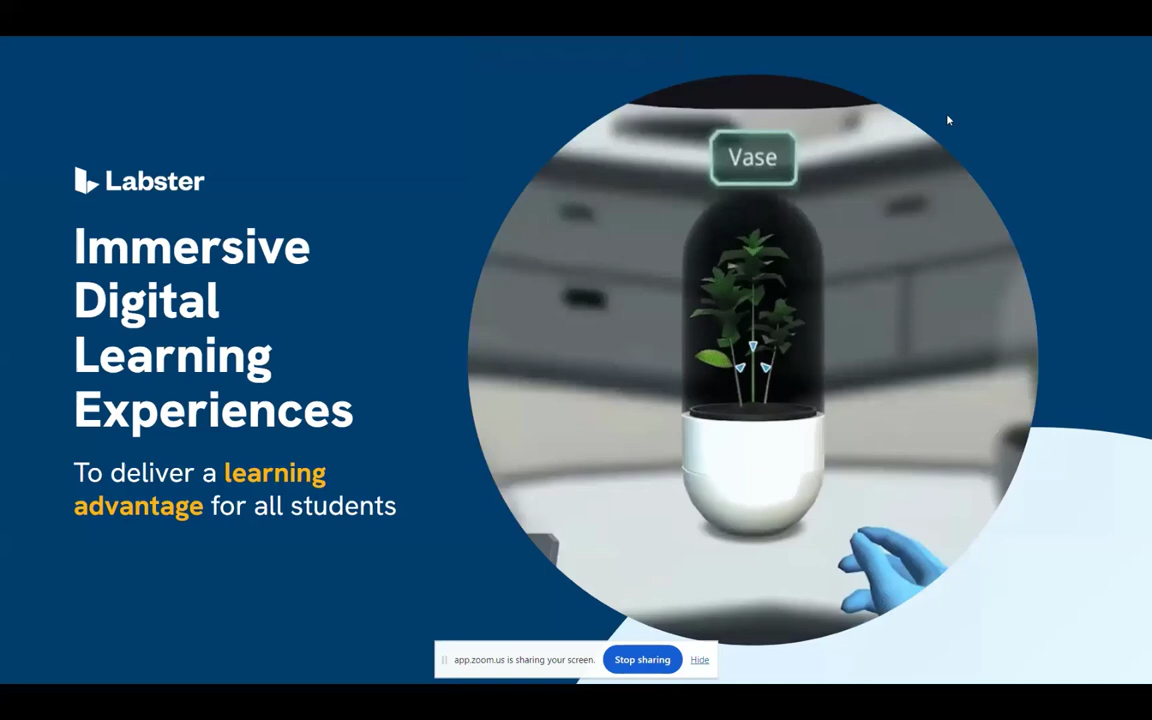 Labster
Immersive
Digital
Learning
Experiences
To deliver a learning
advantage for all students
Vase
app.zoom.us is sharing your screen. Stop sharing Hide